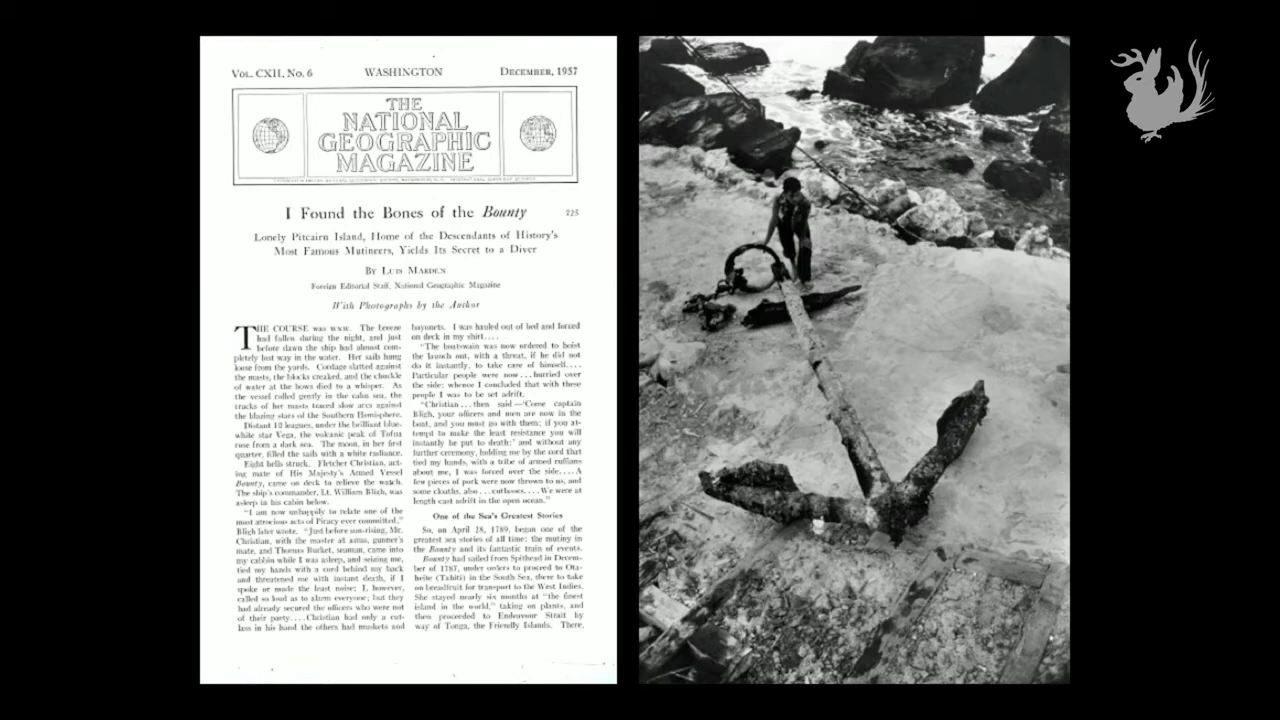 VOL. CXII, No. 6 WASHINGTON DECEMBER, 1957
THE
NATIONAL
GEOGRAPHIC
MAGAZINE
I Found the Bones of the Bounty 725
Lonely Pitcairn Island, Home of the Descendants of History's
Most Famous Mutineers, Yields Its Secret to a Diver
BY LUIS MARDEN
Foreign Editorial Staff, National Geographic Magazine
With Photographs by the Author
THE COURSE was WNW. The breeze
had fallen during the night, and just
before dawn the ship had almost com-
pletely lost way in the water. Her sails hung
loose from the yards. Cordage slatted against
the masts, the blocks creaked, and the chuckle
of water at the bows died to a whisper. As
the vessel rolled gently in the calm sea, the
trucks of her masts traced slow arcs against
the blazing stars of the Southern Hemisphere.
Distant 10 leagues, under the brilliant blue-
white star Vega, the volcanic peak of Tofua
rose from a dark sea. The moon, in her first
quarter, filled the sails with a white radiance.
Eight bells struck. Fletcher Christian, act-
ing mate of His Majesty's Armed Vessel
Bounty, came on deck to relieve the watch.
The ship's commander, Lt. William Bligh, was
asleep in his cabin below.
"I am now unhappily to relate one of the
most atrocious acts of Piracy ever committed,"
Bligh later wrote. "Just before sun-rising, Mr.
Christian, with the master at arms, gunner's
mate, and Thomas Burket, seaman, came into
my cabbin while I was asleep, and seizing me,
tied my hands with a cord behind my back
and threatened me with instant death, if I
spoke or made the least noise: I, however,
called so loud as to alarm everyone; but they
had already secured the officers who were not
of their party.... Christian had only a cut-
lass in his hand the others had muskets and
bayonets. I was hauled out of bed and forced
on deck in my shirt....
"The boatswain was now ordered to hoist
the launch out, with a threat, if he did not
do it instantly, to take care of himself....
Particular people were now ... hurried over
the side: whence I concluded that with these
people I was to be set adrift.
"Christian ... then said—'Come captain
Bligh, your officers and men are now in the
boat, and you must go with them; if you at-
tempt to make the least resistance you will
instantly be put to death:' and without any
further ceremony, holding me by the cord that
tied my hands, with a tribe of armed ruffians
about me, I was forced over the side.... A
few pieces of pork were now thrown to us, and
some cloaths, also ... cutlasses.... We were at
length cast adrift in the open ocean."
One of the Sea's Greatest Stories
So, on April 28, 1789, began one of the
greatest sea stories of all time: the mutiny in
the Bounty and its fantastic train of events.
Bounty had sailed from Spithead in Decem-
ber of 1787, under orders to proceed to Ota-
heite (Tahiti) in the South Sea, there to take
on breadfruit for transport to the West Indies.
She stayed nearly six months at "the finest
island in the world," taking on plants, and
then proceeded to Endeavour Strait by
way of Tonga, the Friendly Islands. There,